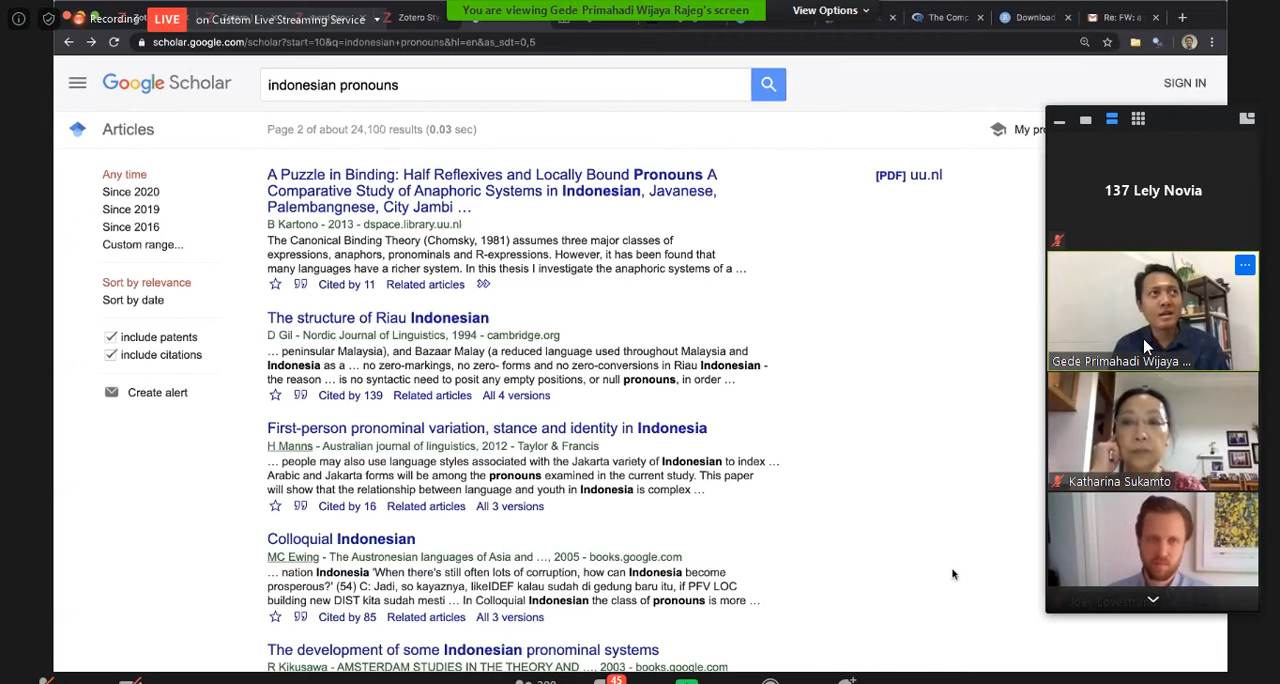 Recording
LIVE on Custom Live Streaming Service
Zotero Sty
You are viewing Gede Primahadi Wijaya Rajeg's screen
View Options
The Comp
Download
Re: FW: a
scholar.google.com/scholar?start=10&q=indonesian+pronouns&hl=en&as_sdt=0,5
Google Scholar
indonesian pronouns
SIGN IN
Articles
Page 2 of about 24,100 results (0.03 sec)
My pro
Any time
Since 2020
Since 2019
Since 2016
Custom range...
Sort by relevance
Sort by date
include patents
include citations
Create alert
A Puzzle in Binding: Half Reflexives and Locally Bound Pronouns A
Comparative Study of Anaphoric Systems in Indonesian, Javanese,
Palembangnese, City Jambi …
[PDF] uu.nl
B Kartono - 2013 - dspace.library.uu.nl
The Canonical Binding Theory (Chomsky, 1981) assumes three major classes of
expressions, anaphors, pronominals and R-expressions. However, it has been found that
many languages have a richer system. In this thesis I investigate the anaphoric systems of a ...
Cited by 11 Related articles
The structure of Riau Indonesian
D Gil - Nordic Journal of Linguistics, 1994 - cambridge.org
... peninsular Malaysia), and Bazaar Malay (a reduced language used throughout Malaysia and
Indonesia as a ... no zero-markings, no zero- forms and no zero-conversions in Riau Indonesian -
the reason ... is no syntactic need to posit any empty positions, or null pronouns, in order ...
Cited by 139 Related articles All 4 versions
First-person pronominal variation, stance and identity in Indonesia
H Manns - Australian journal of linguistics, 2012 - Taylor & Francis
... people may also use language styles associated with the Jakarta variety of Indonesian to index ...
Arabic and Jakarta forms will be among the pronouns examined in the current study. This paper
will show that the relationship between language and youth in Indonesia is complex ...
Cited by 16 Related articles All 3 versions
Colloquial Indonesian
MC Ewing - The Austronesian languages of Asia and …, 2005 - books.google.com
... nation Indonesia 'When there's still often lots of corruption, how can Indonesia become
prosperous?' (54) C: Jadi, so kayaznya, likeIDEF kalau sudah di gedung baru itu, if PFV LOC
building new DIST kita sudah mesti ... In Colloquial Indonesian the class of pronouns is more ...
Cited by 85 Related articles All 3 versions
The development of some Indonesian pronominal systems
R Kikusawa - AMSTERDAM STUDIES IN THE THEORY AND …, 2003 - books.google.com
137 Lely Novia
Gede Primahadi Wijaya ...
Katharina Sukamto
45